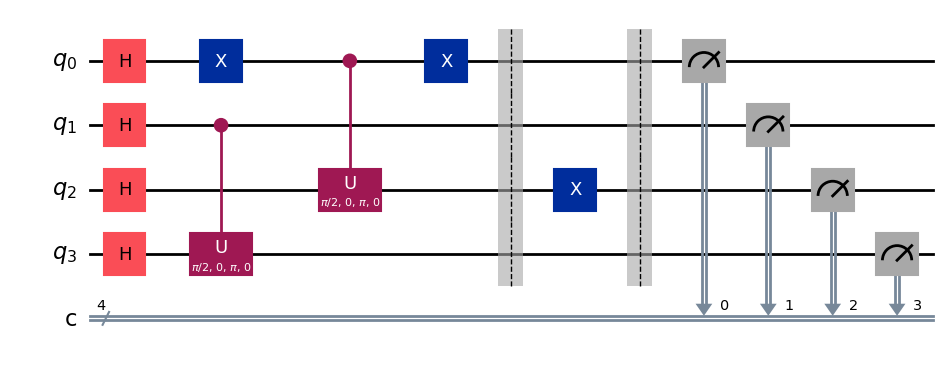 q0 H X X
q1 H
q2 H U π/2, 0, π, 0 X
q3 H U π/2, 0, π, 0
c 4 0 1 2 3